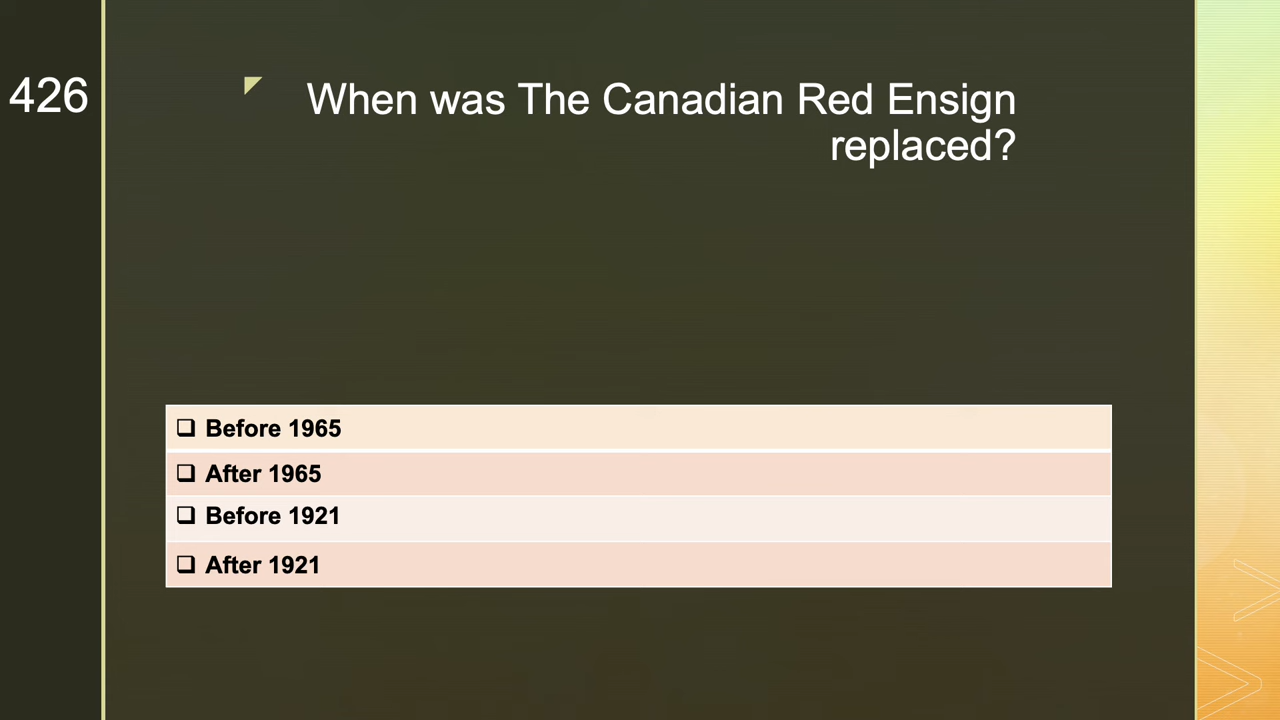 426
When was The Canadian Red Ensign
replaced?
❑ Before 1965
❑ After 1965
❑ Before 1921
❑ After 1921